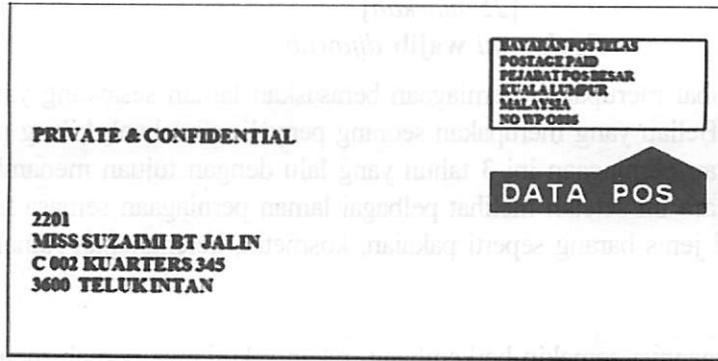 BAYARAN POS JELAS
POSTAGE PAID
PEJABAT POS BESAR
KUALA LUMPUR
MALAYSIA
NO WP 0886
PRIVATE & CONFIDENTIAL
DATA POS
2201
MISS SUZAIMI BT JALIN
C 002 KUARTERS 345
3600 TELUK INTAN